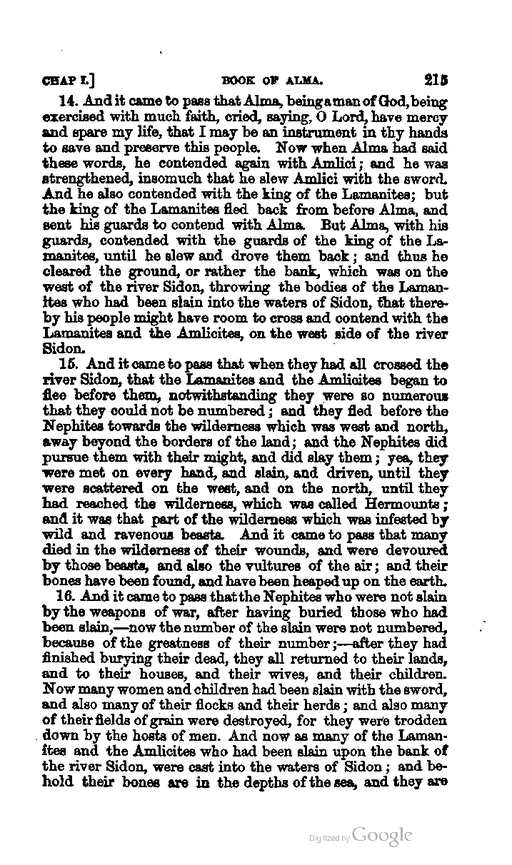 CHAP I.] BOOK OF ALMA. 215
14. And it came to pass that Alma, being a man of God, being
exercised with much faith, cried, saying, O Lord, have mercy
and spare my life, that I may be an instrument in thy hands
to save and preserve this people. Now when Alma had said
these words, he contended again with Amlici; and he was
strengthened, insomuch that he slew Amlici with the sword.
And he also contended with the king of the Lamanites; but
the king of the Lamanites fled back from before Alma, and
sent his guards to contend with Alma. But Alma, with his
guards, contended with the guards of the king of the La-
manites, until he slew and drove them back; and thus he
cleared the ground, or rather the bank, which was on the
west of the river Sidon, throwing the bodies of the Laman-
ites who had been slain into the waters of Sidon, that there-
by his people might have room to cross and contend with the
Lamanites and the Amlicites, on the west side of the river
Sidon.
15. And it came to pass that when they had all crossed the
river Sidon, that the Lamanites and the Amlicites began to
flee before them, notwithstanding they were so numerous
that they could not be numbered; and they fled before the
Nephites towards the wilderness which was west and north,
away beyond the borders of the land; and the Nephites did
pursue them with their might, and did slay them; yea, they
were met on every hand, and slain, and driven, until they
were scattered on the west, and on the north, until they
had reached the wilderness, which was called Hermounts;
and it was that part of the wilderness which was infested by
wild and ravenous beasts. And it came to pass that many
died in the wilderness of their wounds, and were devoured
by those beasts, and also the vultures of the air; and their
bones have been found, and have been heaped up on the earth.
16. And it came to pass that the Nephites who were not slain
by the weapons of war, after having buried those who had
been slain,—now the number of the slain were not numbered,
because of the greatness of their number;—after they had
finished burying their dead, they all returned to their lands,
and to their houses, and their wives, and their children.
Now many women and children had been slain with the sword,
and also many of their flocks and their herds; and also many
of their fields of grain were destroyed, for they were trodden
down by the hosts of men. And now as many of the Laman-
ites and the Amlicites who had been slain upon the bank of
the river Sidon, were cast into the waters of Sidon; and be-
hold their bones are in the depths of the sea, and they are
Digitized by Google